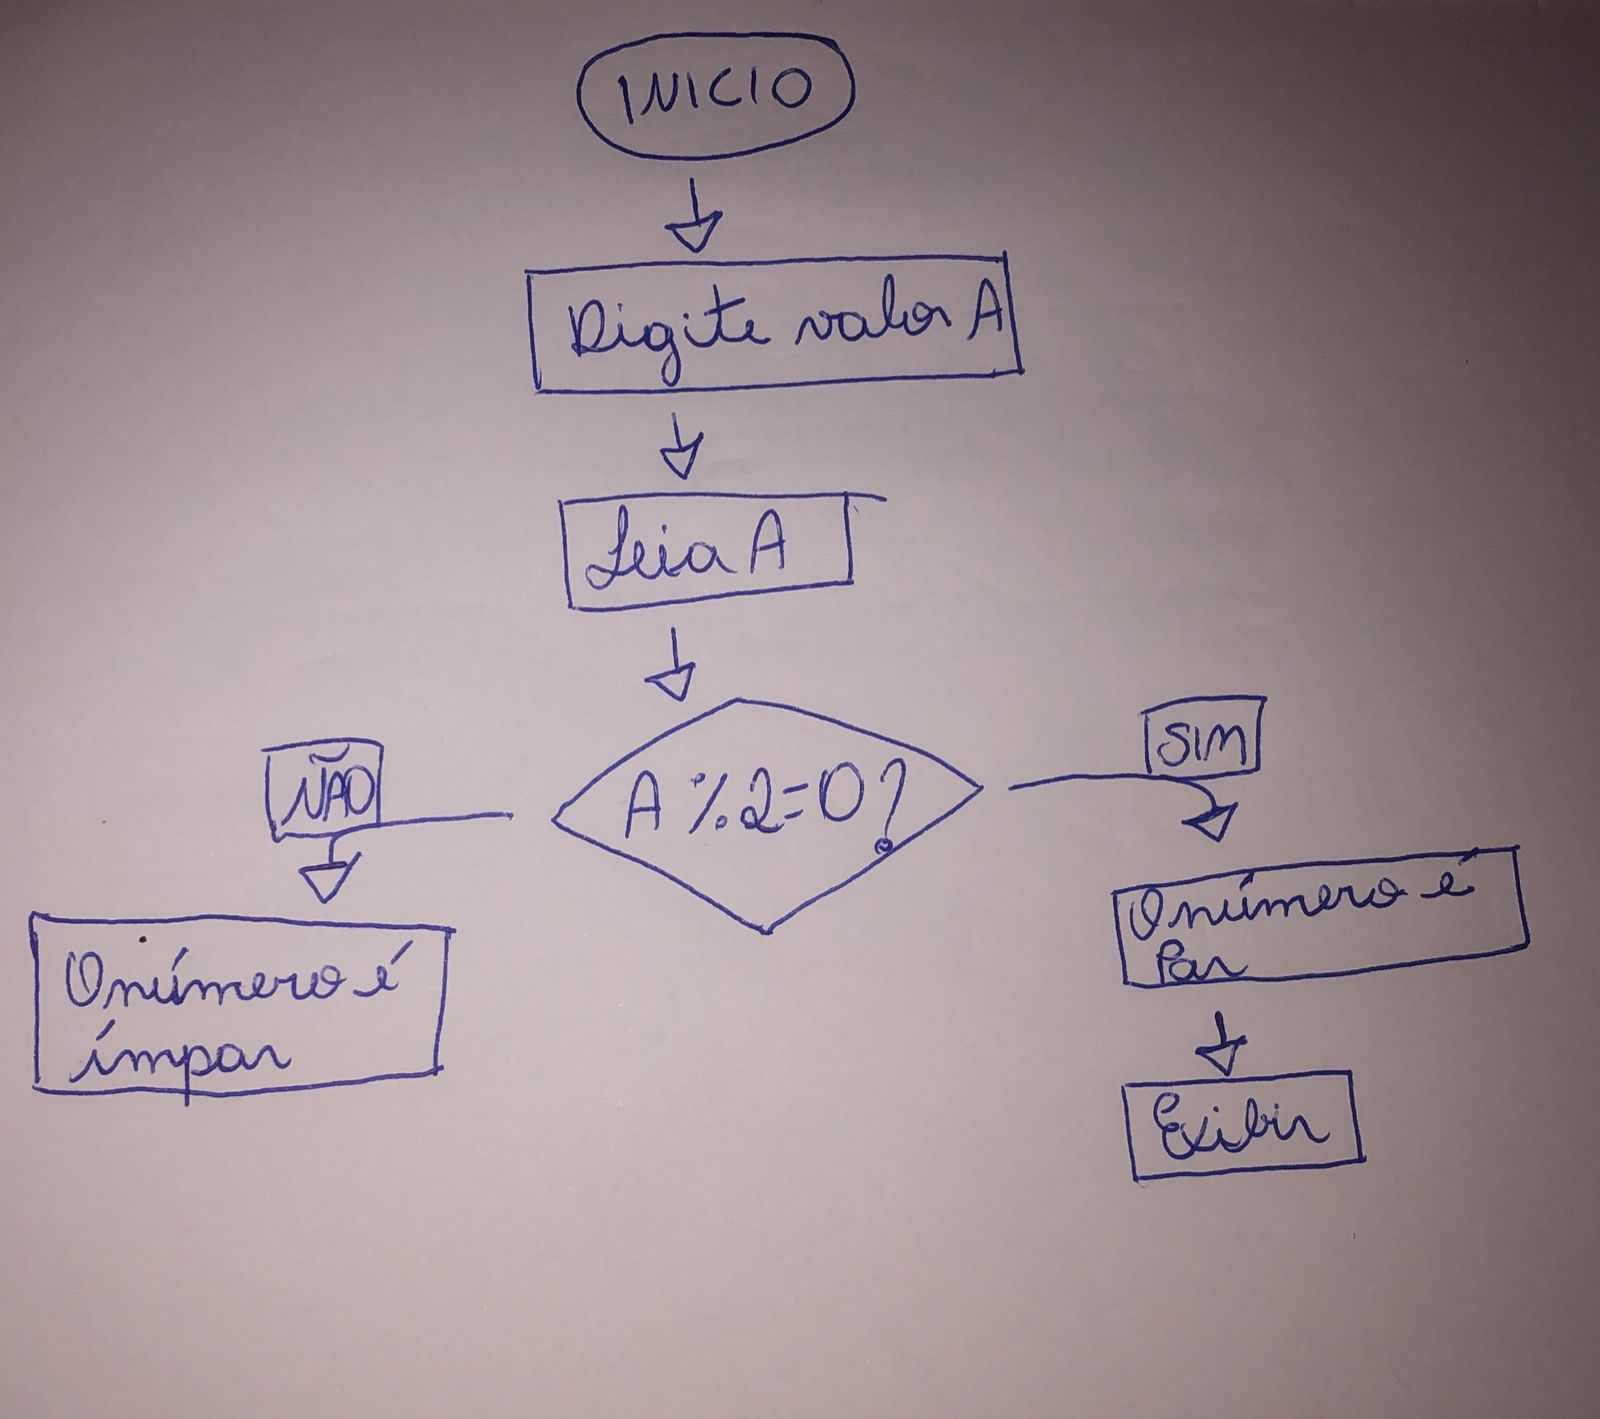 INICIO
Digite valor A
Leia A
A % 2 = 0?
NÃO
SIM
O número é
ímpar
O número é
Par
Exibir